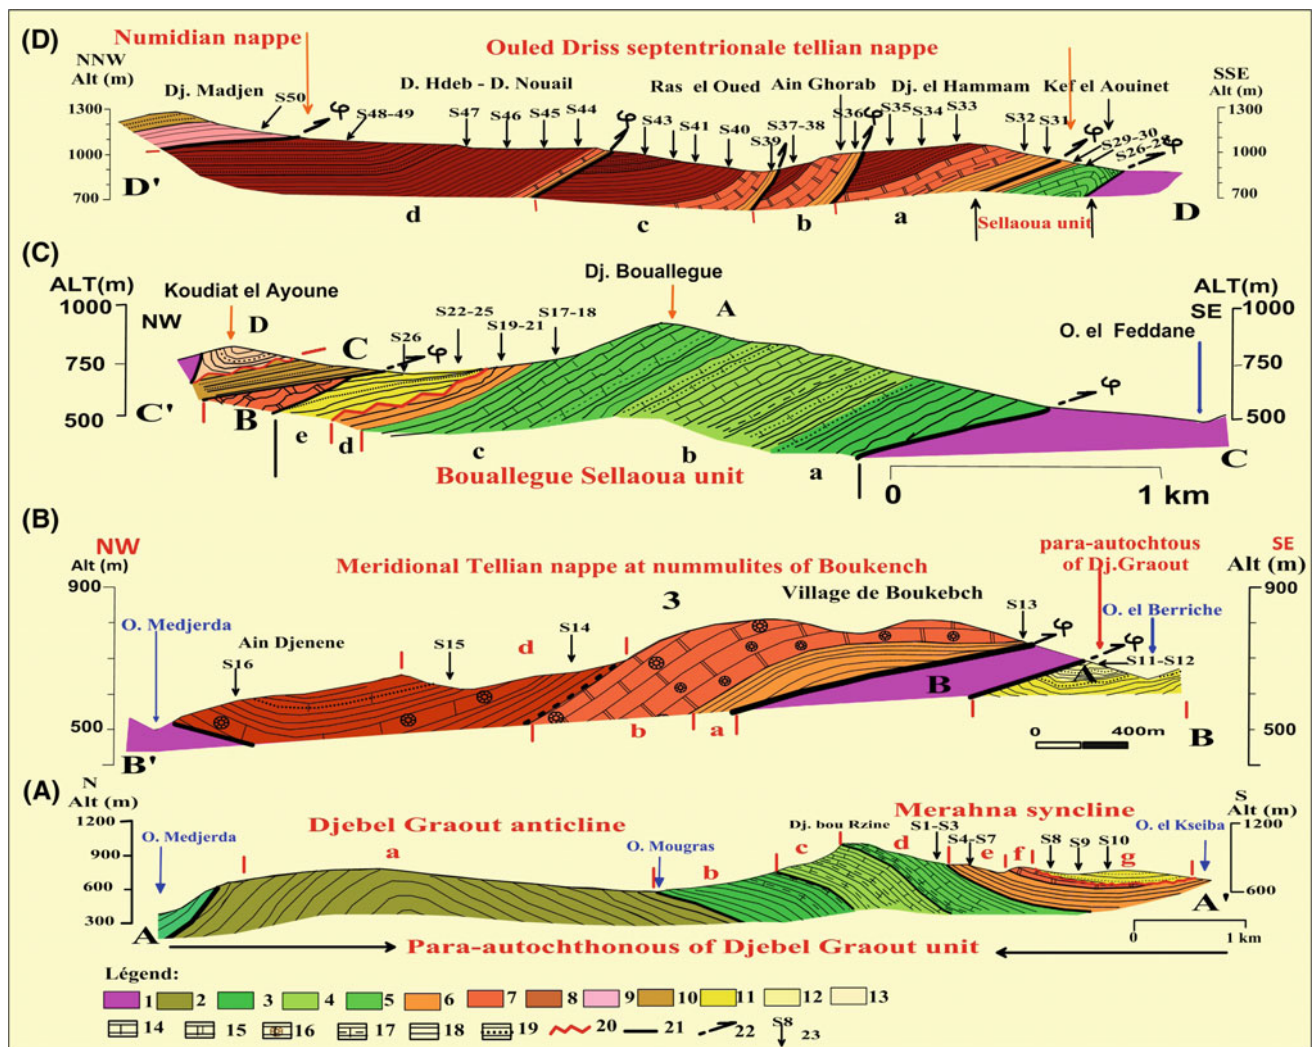 (D)
Numidian nappe
Ouled Driss septentrionale tellian nappe
NNW
Alt (m)
Dj. Madjen
S50
S48-49
D. Hdeb - D. Nouail
S47
S46
S45
S44
φ
Ras el Oued
S43
S41
S40
S39
Ain Ghorab
S37-38
S36
Dj. el Hammam
S35
S34
S33
Kef el Aouinet
S32
S31
S29-30
S26-28
SSE
Alt (m)
1300
1000
700
1300
1000
700
D'
d
c
b
a
Sellaoua unit
D
(C)
ALT(m)
NW
1000
750
500
Koudiat el Ayoune
D
C
S26
φ
S22-25
S19-21
S17-18
Dj. Bouallegue
A
O. el Feddane
φ
ALT(m)
SE
1000
750
500
C'
B
e
d
c
b
a
C
Bouallegue Sellaoua unit
0 1 km
(B)
NW
Alt (m)
900
500
Meridional Tellian nappe at nummulites of Boukench
3
Village de Boukebch
para-autochtous
of Dj.Graout
SE
Alt (m)
900
500
O. Medjerda
Ain Djenene
S16
S15
d
S14
S13
φ
O. el Berriche
φ
S11-S12
A
B
B'
b
a
0 400m
B
(A)
N
Alt (m)
1200
900
600
300
O. Medjerda
Djebel Graout anticline
a
O. Mougras
b
c
Dj. bou Rzine
d
Merahna syncline
S1-S3
S4-S7
e
f
S8
S9
S10
g
S
Alt (m)
1200
600
O. el Kseiba
A
A'
Para-autochthonous of Djebel Graout unit
0 1 km
Légend:
1 2 3 4 5 6 7 8 9 10 11 12 13
14 15 16 17 18 19 20 21 22 S8 23